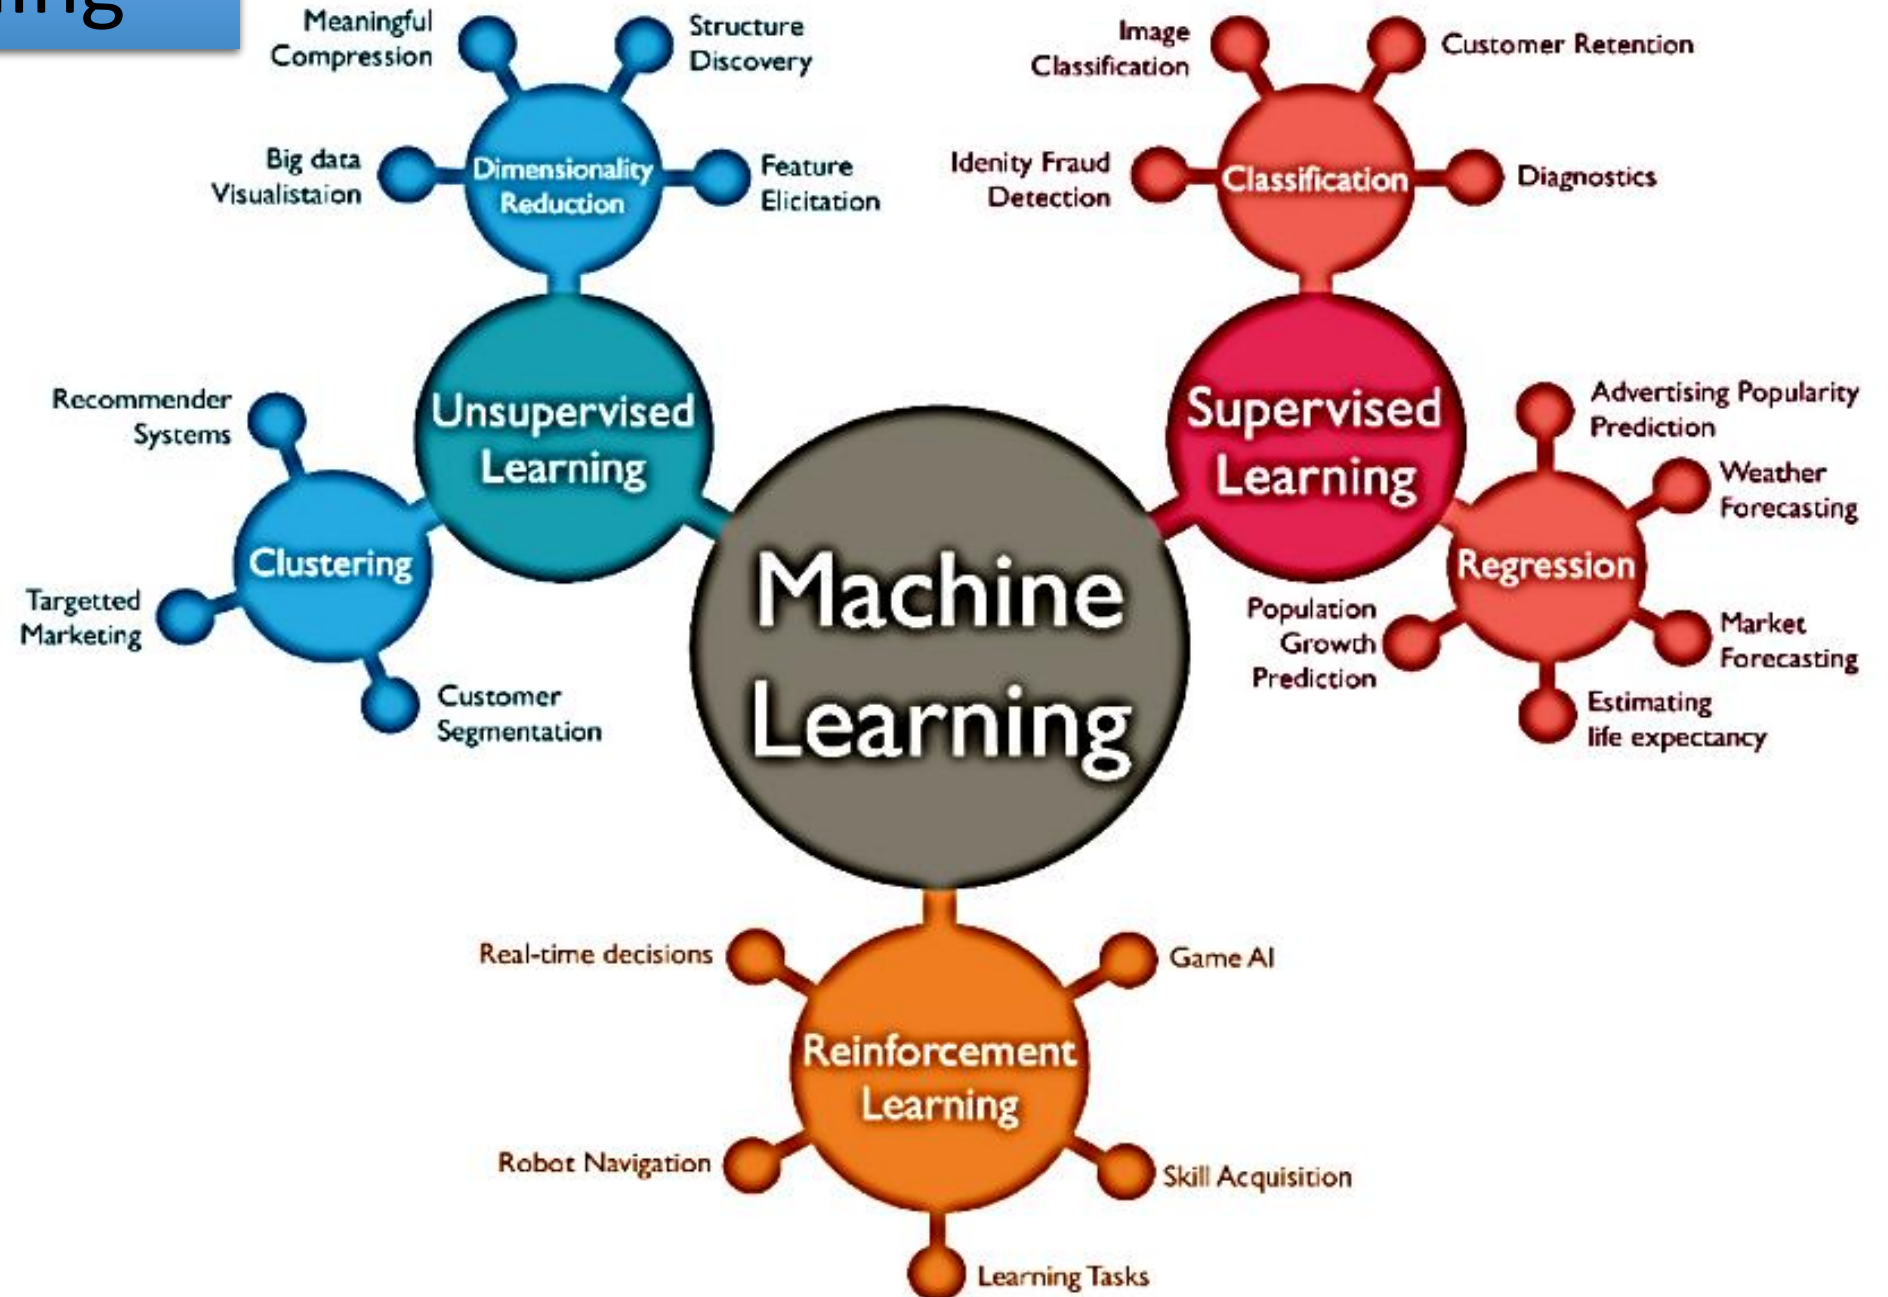 Meaningful
Compression
Structure
Discovery
Big data
Visualistaion
Dimensionality
Reduction
Feature
Elicitation
Image
Classification
Customer Retention
Idenity Fraud
Detection
Classification
Diagnostics
Recommender
Systems
Unsupervised
Learning
Clustering
Targetted
Marketing
Customer
Segmentation
Machine
Learning
Supervised
Learning
Advertising Popularity
Prediction
Weather
Forecasting
Regression
Population
Growth
Prediction
Market
Forecasting
Estimating
life expectancy
Real-time decisions
Game AI
Reinforcement
Learning
Robot Navigation
Skill Acquisition
Learning Tasks